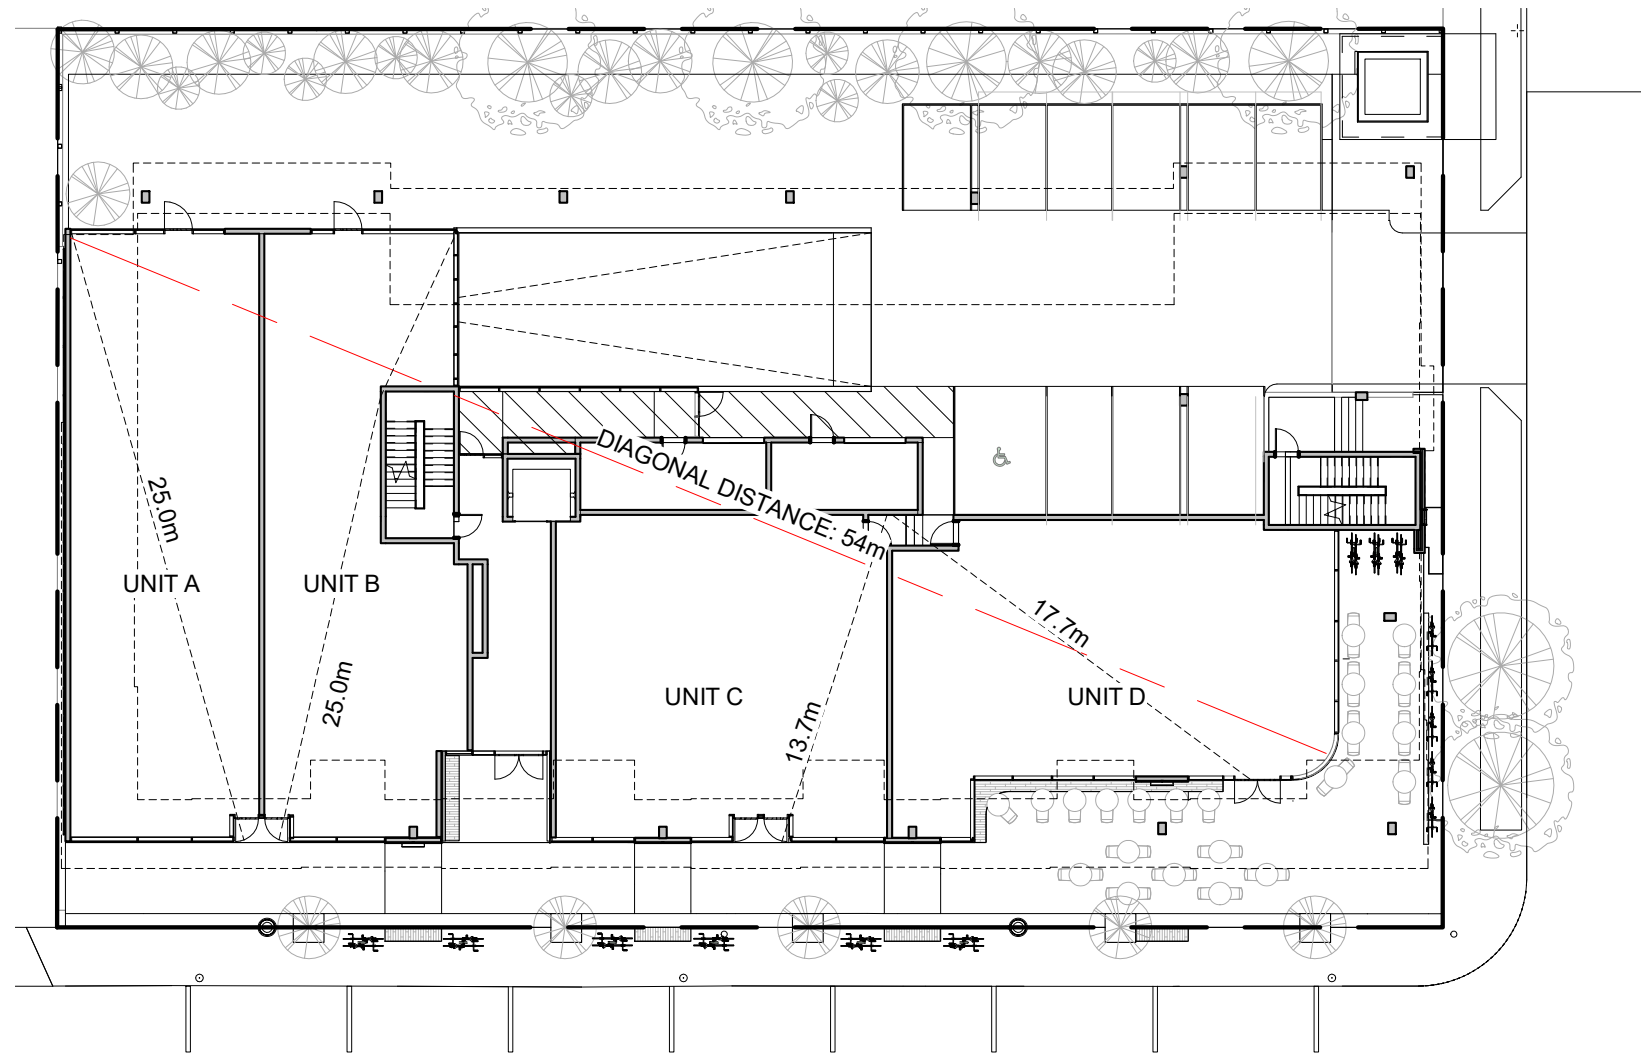 DIAGONAL DISTANCE: 54m
25.0m
UNIT A
UNIT B
17.7m
25.0m
UNIT C
UNIT D
13.7m